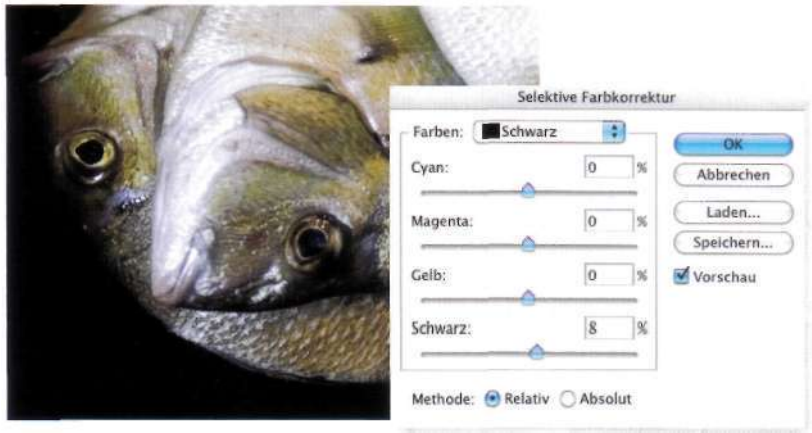 Selektive Farbkorrektur
Farben: Schwarz
OK
Cyan: 0 %
Abbrechen
Laden...
Magenta: 0 %
Speichern...
Gelb: 0 %
Vorschau
Schwarz: 8 %
Methode: Relativ Absolut